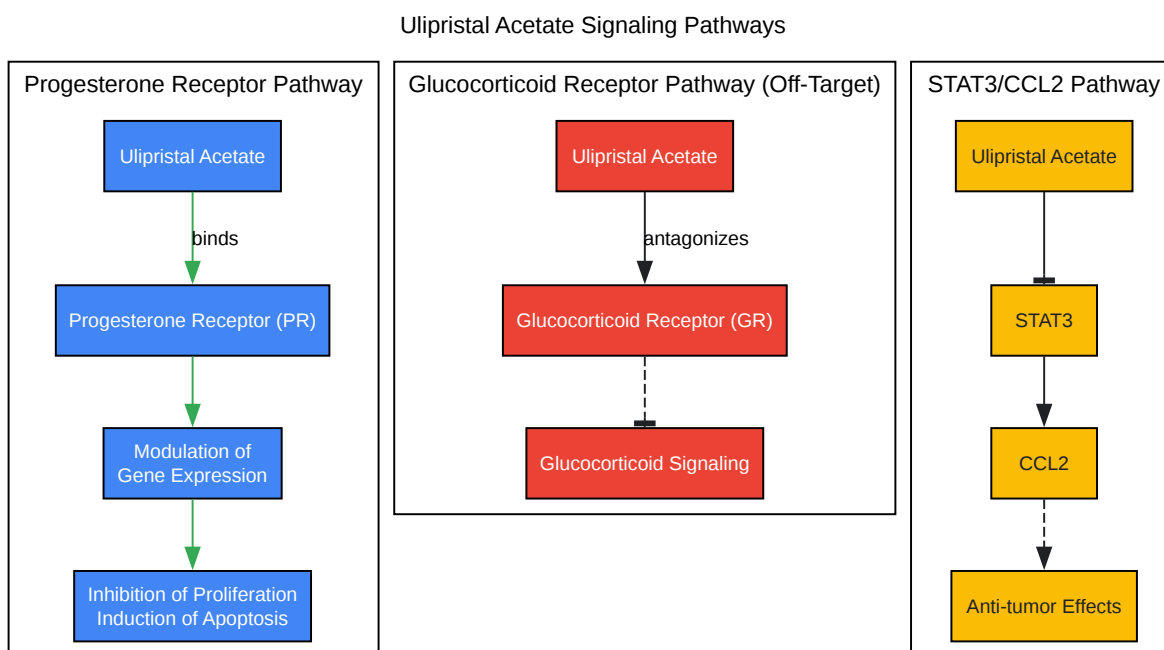 Ulipristal Acetate Signaling Pathways
Progesterone Receptor Pathway
Ulipristal Acetate
binds
Progesterone Receptor (PR)
Modulation of
Gene Expression
Inhibition of Proliferation
Induction of Apoptosis
Glucocorticoid Receptor Pathway (Off-Target)
Ulipristal Acetate
antagonizes
Glucocorticoid Receptor (GR)
Glucocorticoid Signaling
STAT3/CCL2 Pathway
Ulipristal Acetate
STAT3
CCL2
Anti-tumor Effects